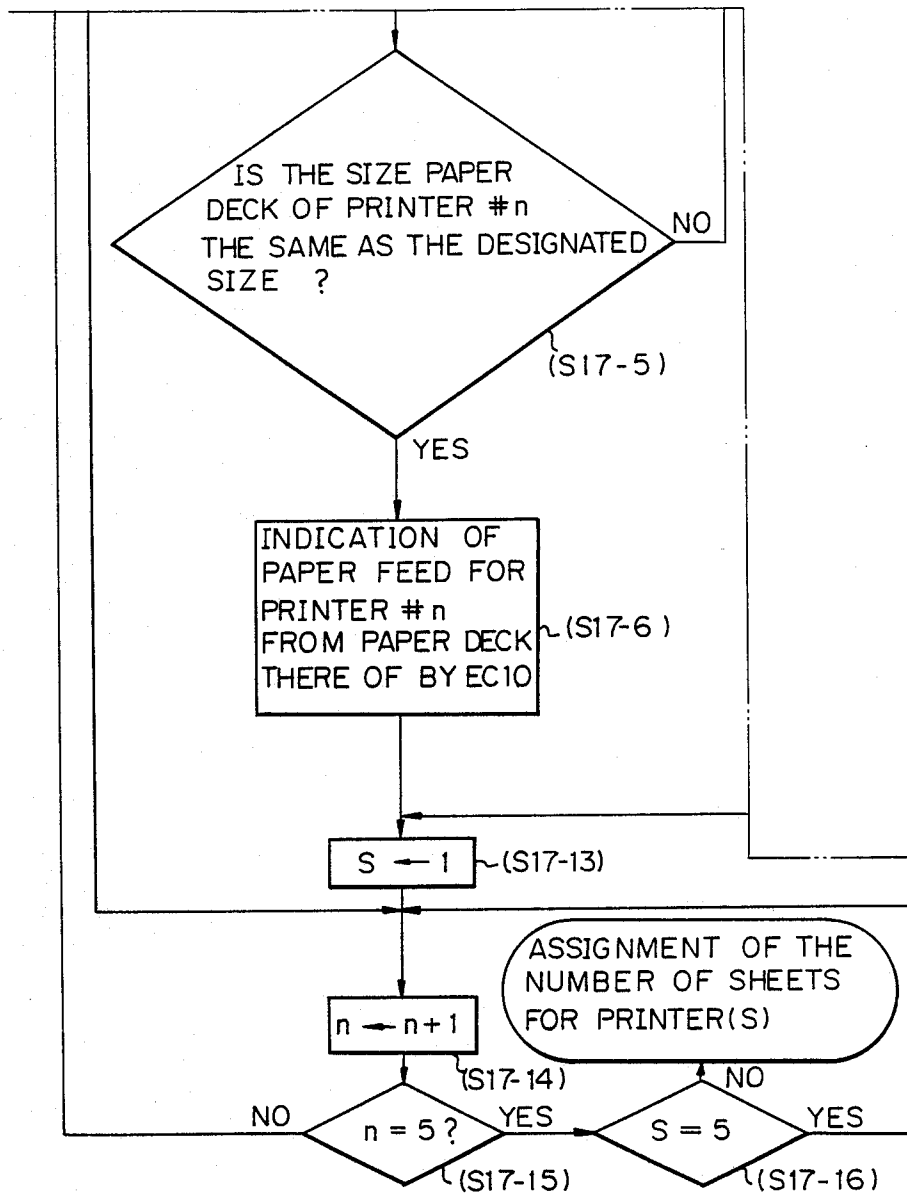 IS THE SIZE PAPER
DECK OF PRINTER #n
THE SAME AS THE DESIGNATED
SIZE ?
NO
(S17-5)
YES
INDICATION OF
PAPER FEED FOR
PRINTER #n
FROM PAPER DECK
THERE OF BY EC10
(S17-6)
S ← 1
(S17-13)
ASSIGNMENT OF THE
NUMBER OF SHEETS
FOR PRINTER(S)
n ← n+1
(S17-14)
NO
NO
n = 5 ?
YES
S = 5
YES
(S17-15)
(S17-16)